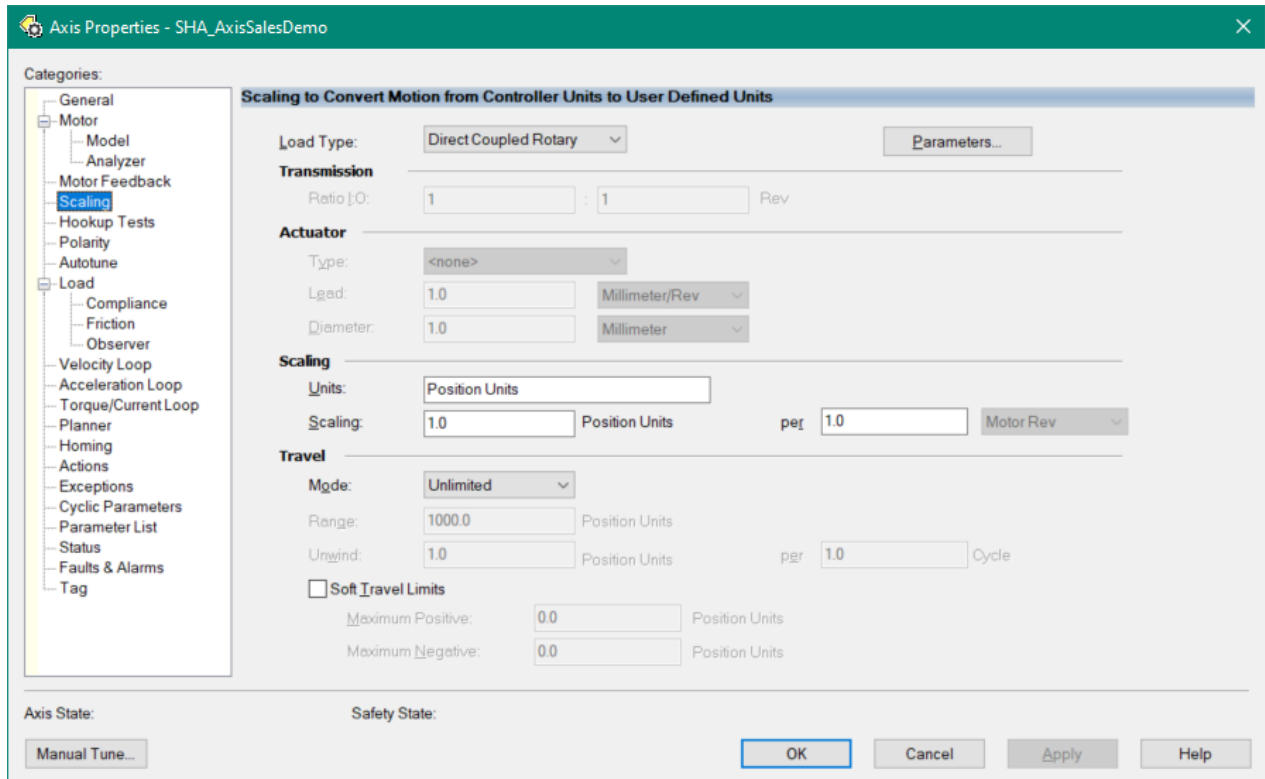 Axis Properties - SHA_AxisSalesDemo
Categories:
General
Motor
Model
Analyzer
Motor Feedback
Scaling
Hookup Tests
Polarity
Autotune
Load
Compliance
Friction
Observer
Velocity Loop
Acceleration Loop
Torque/Current Loop
Planner
Homing
Actions
Exceptions
Cyclic Parameters
Parameter List
Status
Faults & Alarms
Tag
Scaling to Convert Motion from Controller Units to User Defined Units
Load Type: Direct Coupled Rotary Parameters...
Transmission
Ratio I:O: 1 : 1 Rev
Actuator
Type: <none>
Lead: 1.0 Millimeter/Rev
Diameter: 1.0 Millimeter
Scaling
Units: Position Units
Scaling: 1.0 Position Units per 1.0 Motor Rev
Travel
Mode: Unlimited
Range: 1000.0 Position Units
Unwind: 1.0 Position Units per 1.0 Cycle
Soft Travel Limits
Maximum Positive: 0.0 Position Units
Maximum Negative: 0.0 Position Units
Axis State: Safety State:
Manual Tune... OK Cancel Apply Help